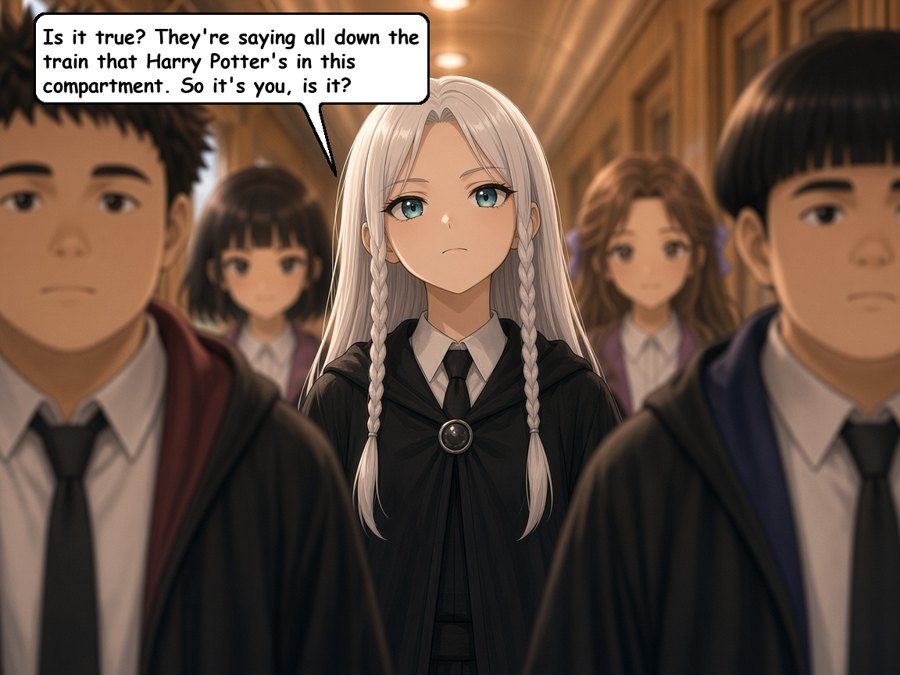 Is it true? They're saying all down the
train that Harry Potter's in this
compartment. So it's you, is it?